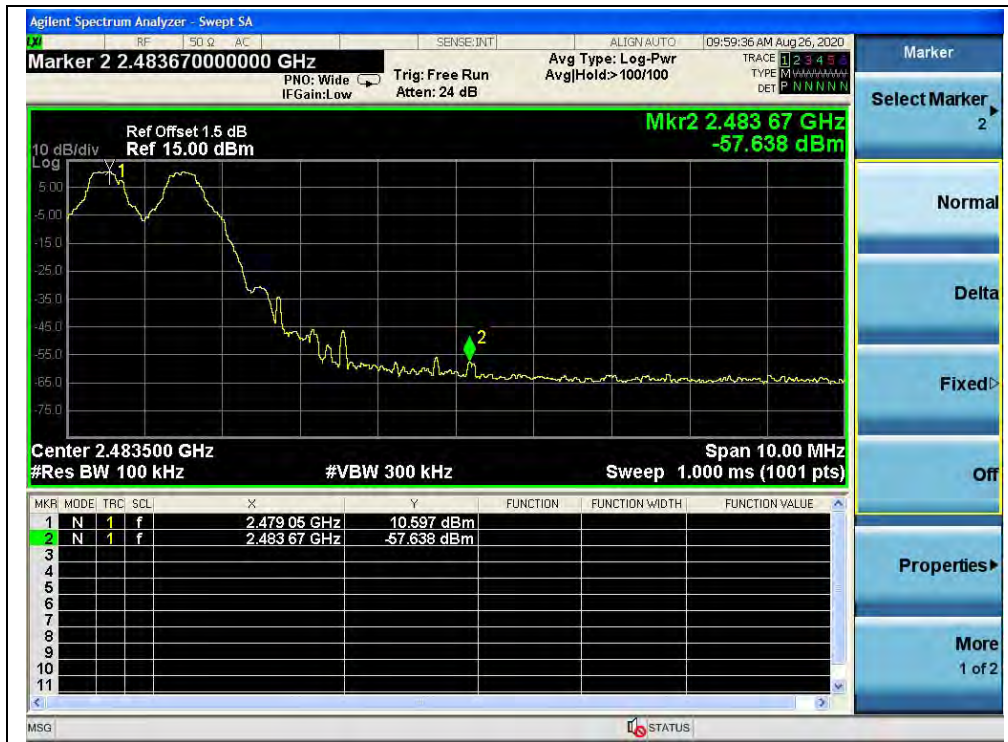 Agilent Spectrum Analyzer - Swept SA
LXI RF 50 Ω AC SENSE:INT ALIGN AUTO 09:59:36 AM Aug 26, 2020
Marker 2 2.483670000000 GHz
PNO: Wide
IFGain:Low
Trig: Free Run
Atten: 24 dB
Avg Type: Log-Pwr
Avg|Hold:>100/100
TRACE 1 2 3 4 5 6
TYPE M
DET P N N N N N
Mkr2 2.483 67 GHz
-57.638 dBm
Ref Offset 1.5 dB
10 dB/div Ref 15.00 dBm
Log
5.00
-5.00
-15.0
-25.0
-35.0
-45.0
-55.0
-65.0
-75.0
1
2
Center 2.483500 GHz Span 10.00 MHz
#Res BW 100 kHz #VBW 300 kHz Sweep 1.000 ms (1001 pts)
MKR MODE TRC SCL X Y FUNCTION FUNCTION WIDTH FUNCTION VALUE
1 N 1 f 2.479 05 GHz 10.597 dBm
2 N 1 f 2.483 67 GHz -57.638 dBm
3
4
5
6
7
8
9
10
11
MSG STATUS
Marker
Select Marker
2
Normal
Delta
Fixed
Off
Properties
More
1 of 2